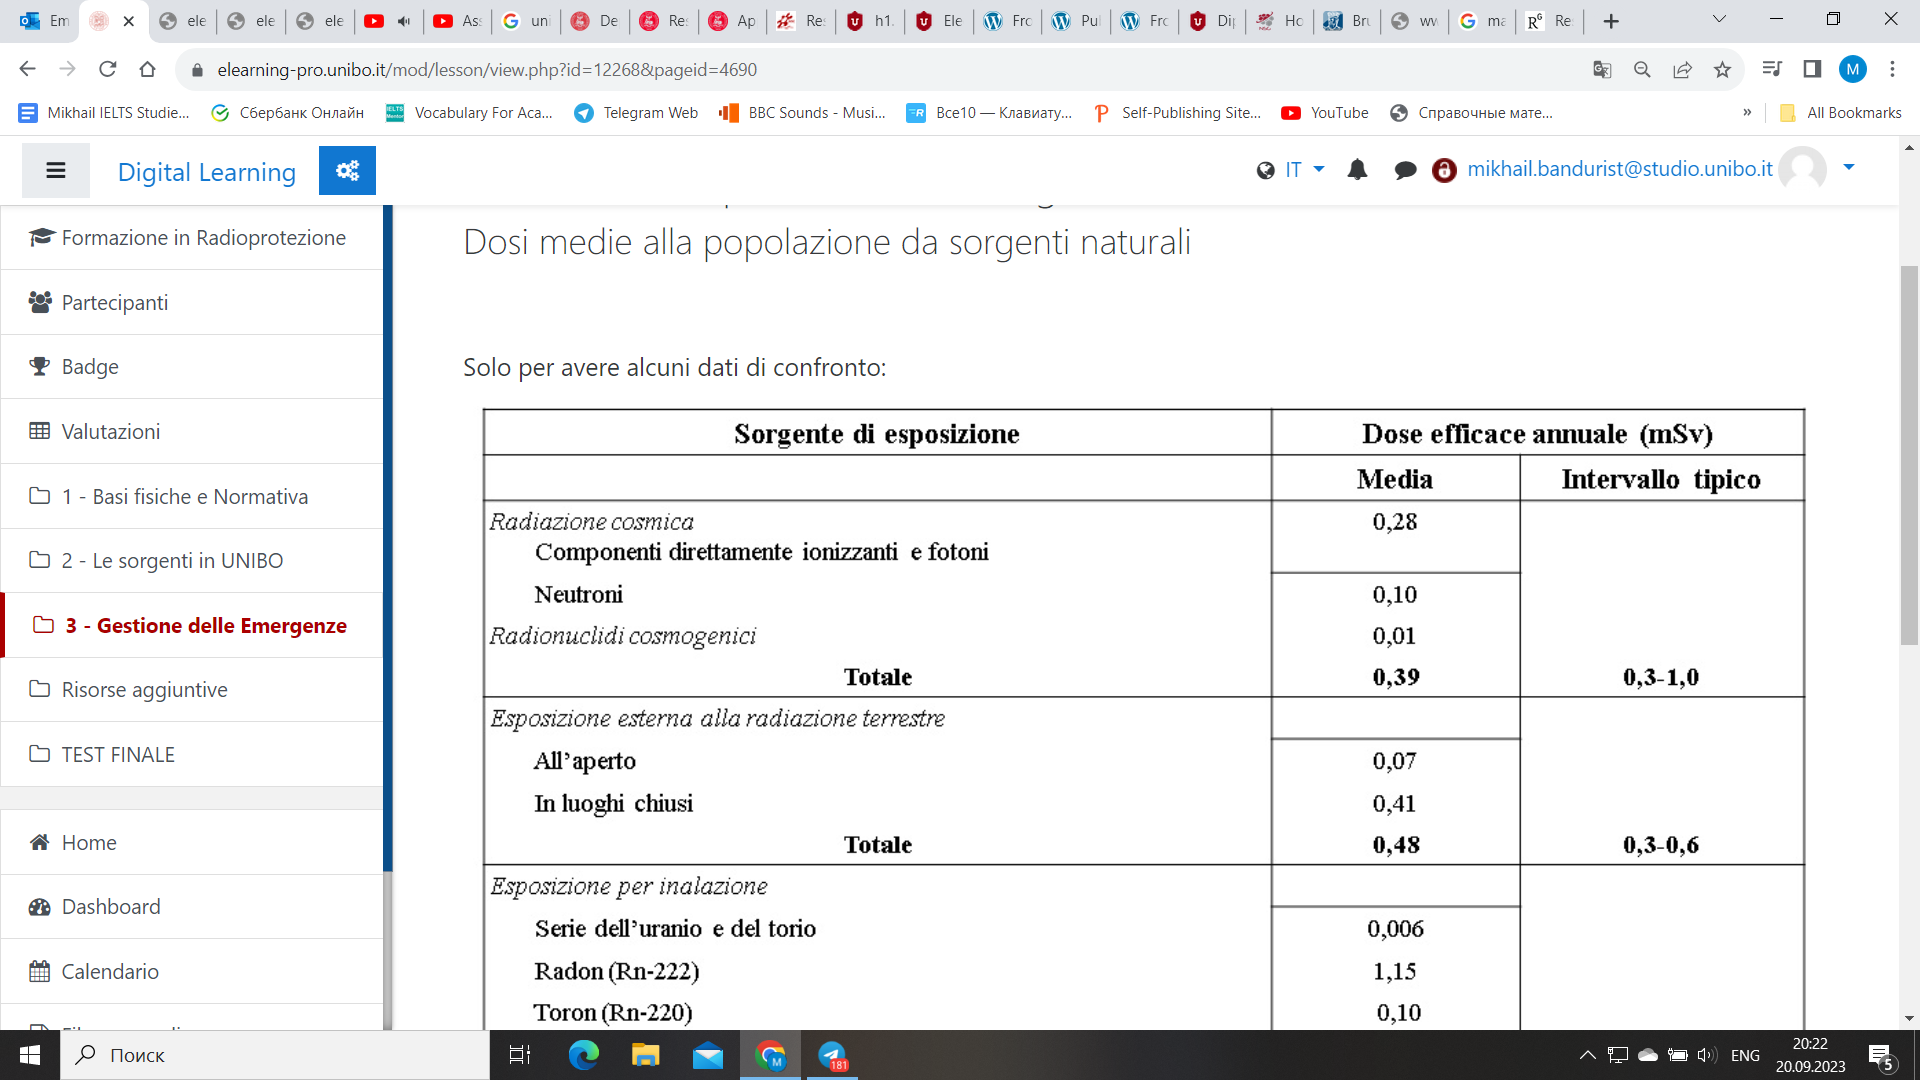 Em
ele
ele
ele
Ass
uni
De
Res
Ap
Res
h1.
Ele
Fro
Pul
Fro
Dip
Ho
Bru
ww
ma
Re
elearning-pro.unibo.it/mod/lesson/view.php?id=12268&pageid=4690
M
Mikhail IELTS Studie...
Сбербанк Онлайн
Vocabulary For Aca...
Telegram Web
BBC Sounds - Musi...
Все10 — Клавиату...
Self-Publishing Site...
YouTube
Справочные мате...
»
All Bookmarks
Digital Learning
IT
mikhail.bandurist@studio.unibo.it
Formazione in Radioprotezione
Partecipanti
Badge
Valutazioni
1 - Basi fisiche e Normativa
2 - Le sorgenti in UNIBO
3 - Gestione delle Emergenze
Risorse aggiuntive
TEST FINALE
Home
Dashboard
Calendario
Dosi medie alla popolazione da sorgenti naturali
Solo per avere alcuni dati di confronto:
Sorgente di esposizione Dose efficace annuale (mSv)
Media Intervallo tipico
Radiazione cosmica 0,28
Componenti direttamente ionizzanti e fotoni
Neutroni 0,10
Radionuclidi cosmogenici 0,01
Totale 0,39 0,3-1,0
Esposizione esterna alla radiazione terrestre
All’aperto 0,07
In luoghi chiusi 0,41
Totale 0,48 0,3-0,6
Esposizione per inalazione
Serie dell’uranio e del torio 0,006
Radon (Rn-222) 1,15
Toron (Rn-220) 0,10
Поиск
M
181
ENG
20:22
20.09.2023
5